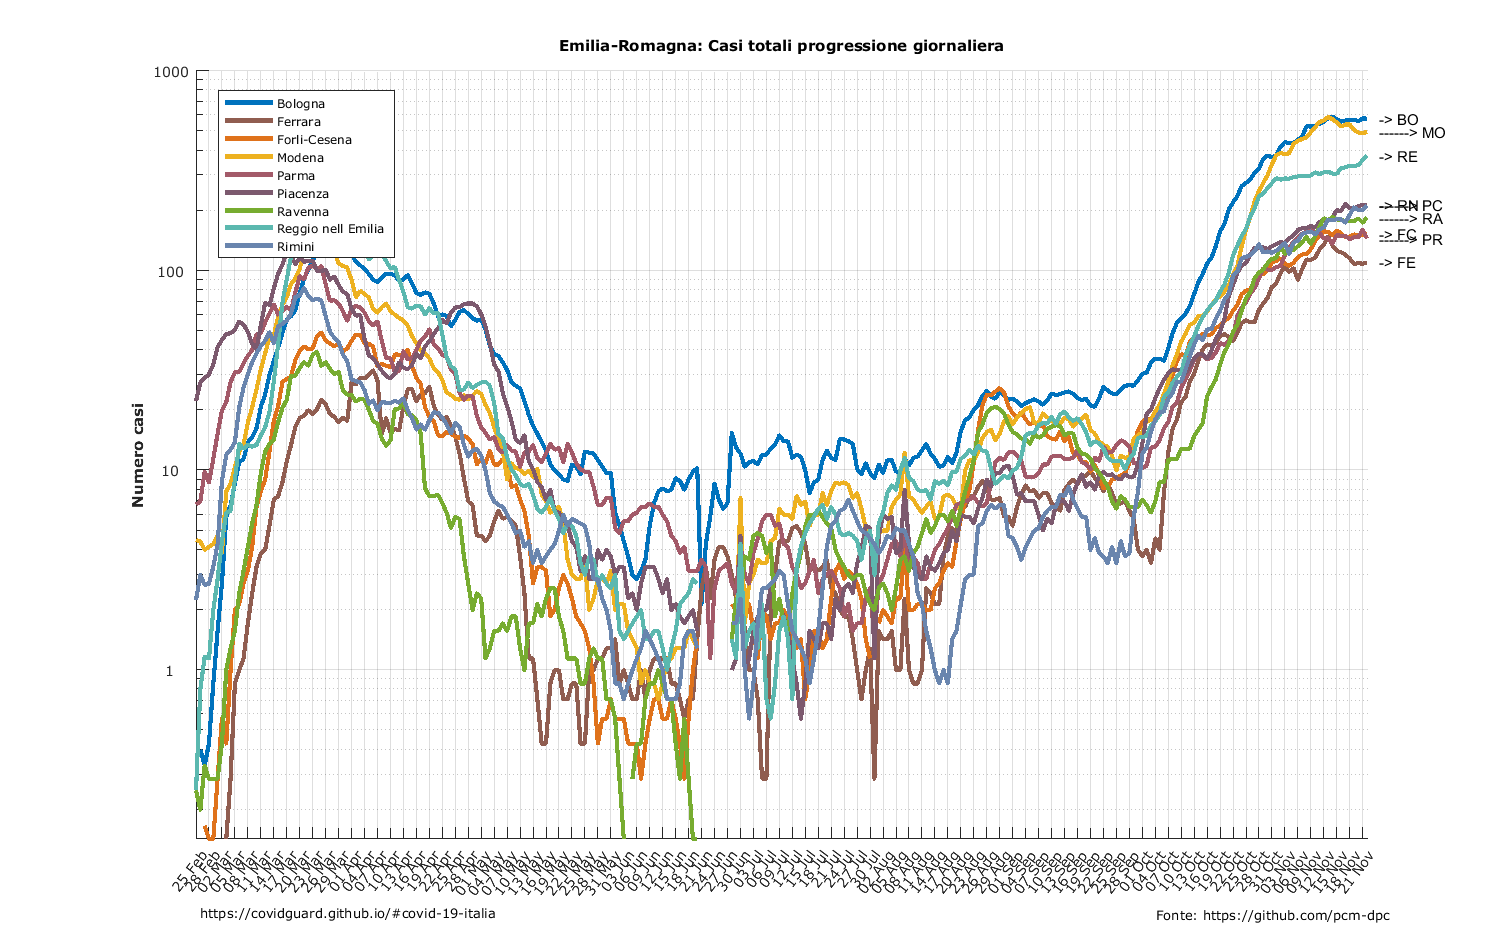 Emilia-Romagna: Casi totali progressione giornaliera
1000
100
10
1
Numero casi
Bologna
Ferrara
Forlì-Cesena
Modena
Parma
Piacenza
Ravenna
Reggio nell Emilia
Rimini
-> BO
------> MO
-> RE
-> RN
------> PC
------> RA
-> FC
------> PR
-> FE
25 Feb
28 Feb
02 Mar
05 Mar
08 Mar
11 Mar
14 Mar
17 Mar
20 Mar
23 Mar
26 Mar
29 Mar
01 Apr
04 Apr
07 Apr
10 Apr
13 Apr
16 Apr
19 Apr
22 Apr
25 Apr
28 Apr
01 May
04 May
07 May
10 May
13 May
16 May
19 May
22 May
25 May
28 May
31 May
03 Jun
06 Jun
09 Jun
12 Jun
15 Jun
18 Jun
21 Jun
24 Jun
27 Jun
30 Jun
03 Jul
06 Jul
09 Jul
12 Jul
15 Jul
18 Jul
21 Jul
24 Jul
27 Jul
30 Jul
02 Aug
05 Aug
08 Aug
11 Aug
14 Aug
17 Aug
20 Aug
23 Aug
26 Aug
29 Aug
01 Sep
04 Sep
07 Sep
10 Sep
13 Sep
16 Sep
19 Sep
22 Sep
25 Sep
28 Sep
01 Oct
04 Oct
07 Oct
10 Oct
13 Oct
16 Oct
19 Oct
22 Oct
25 Oct
28 Oct
31 Oct
03 Nov
06 Nov
09 Nov
12 Nov
15 Nov
18 Nov
21 Nov
https://covidguard.github.io/#covid-19-italia
Fonte: https://github.com/pcm-dpc